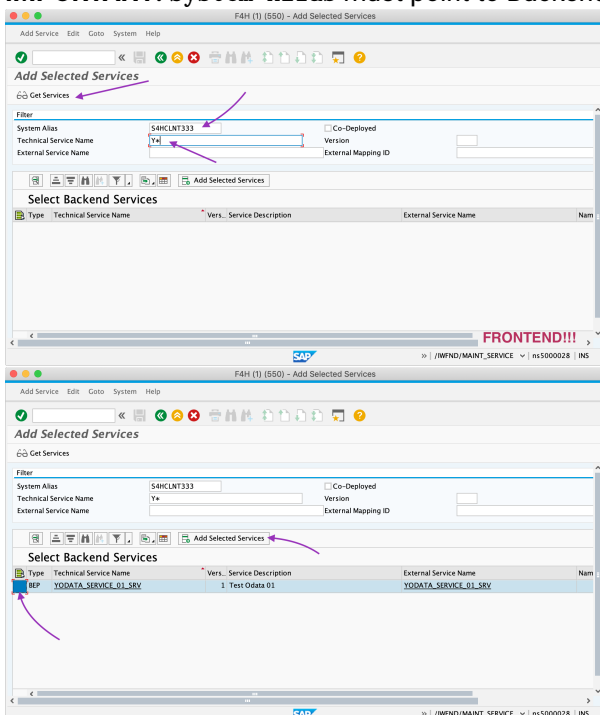 F4H (1) (550) - Add Selected Services
Add Service Edit Goto System Help
Add Selected Services
Get Services
Filter
System Alias S4HCLNT333 Co-Deployed
Technical Service Name Y* Version
External Service Name External Mapping ID
Add Selected Services
Select Backend Services
Type Technical Service Name Vers... Service Description External Service Name Nam
FRONTEND!!!
SAP » /IWFND/MAINT_SERVICE ns5000028 INS
F4H (1) (550) - Add Selected Services
Add Service Edit Goto System Help
Add Selected Services
Get Services
Filter
System Alias S4HCLNT333 Co-Deployed
Technical Service Name Y* Version
External Service Name External Mapping ID
Add Selected Services
Select Backend Services
Type Technical Service Name Vers... Service Description External Service Name Nam
BEP YODATA_SERVICE_01_SRV 1 Test Odata 01 YODATA_SERVICE_01_SRV
SAP » /IWFND/MAINT_SERVICE ns5000028 INS